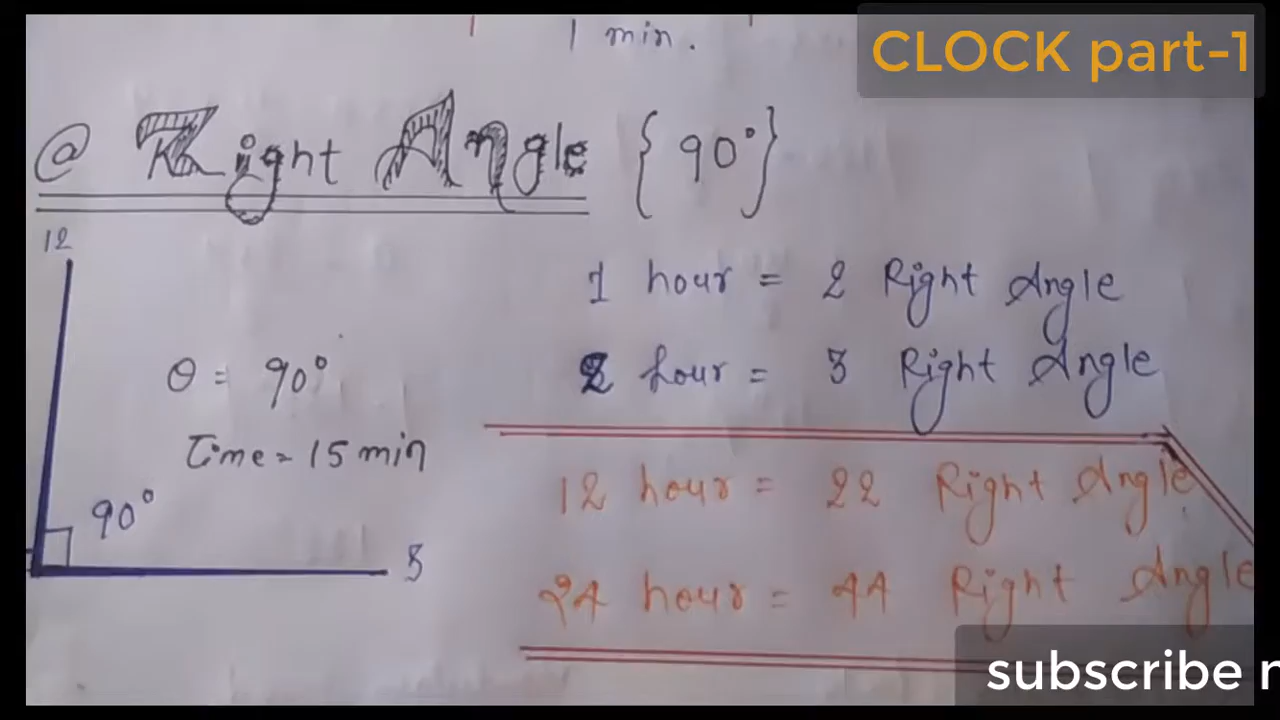 1 min.
CLOCK part-1
@ Right Angle {90°}
12
1 hour = 2 Right Angle
2 hour = 3 Right Angle
θ = 90°
Time = 15 min
90°
3
12 hour = 22 Right Angle
24 hour = 44 Right Angle
subscribe